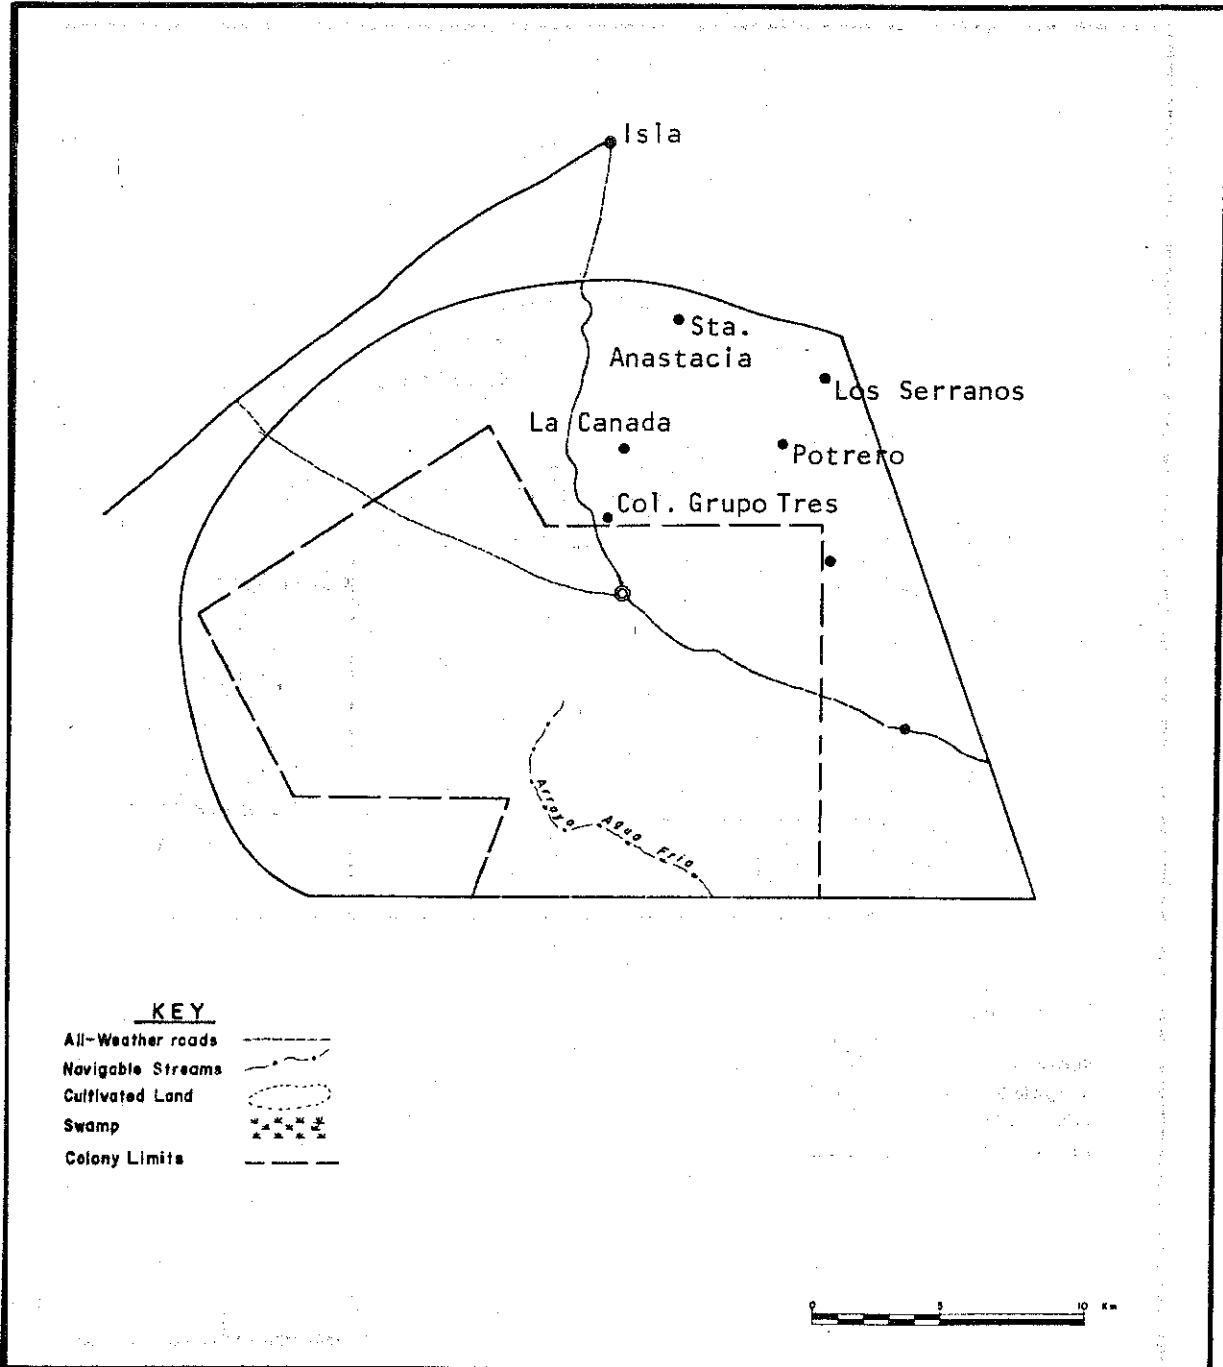 Isla
Sta.
Anastacia
Los Serranos
La Canada
Potrero
Col. Grupo Tres
Arroyo Agua Fria
KEY
All-Weather roads
Navigable Streams
Cultivated Land
Swamp
Colony Limits
0 5 10 Km